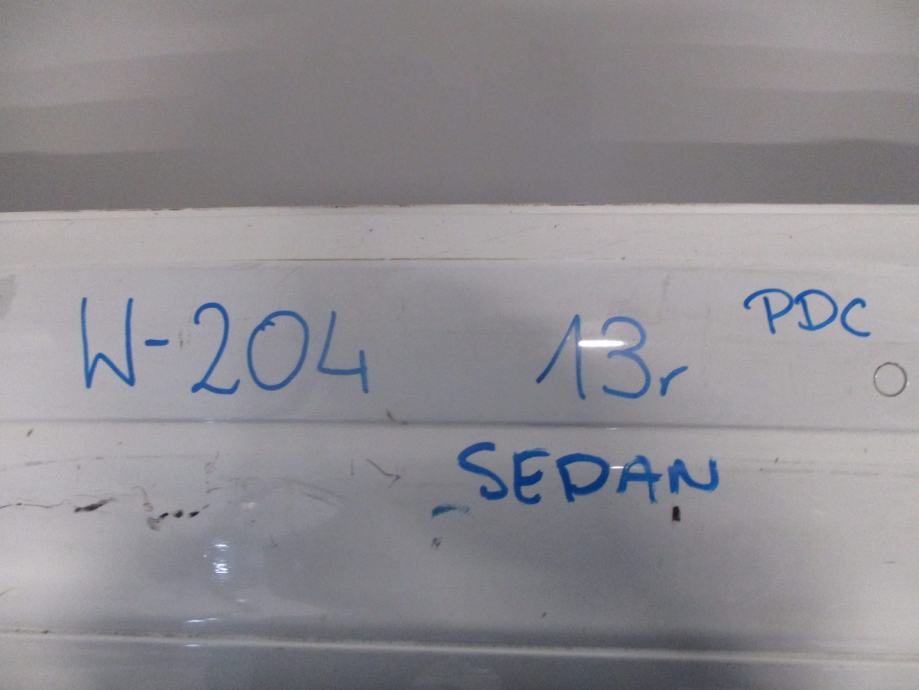 W-204 13r PDC
SEDAN